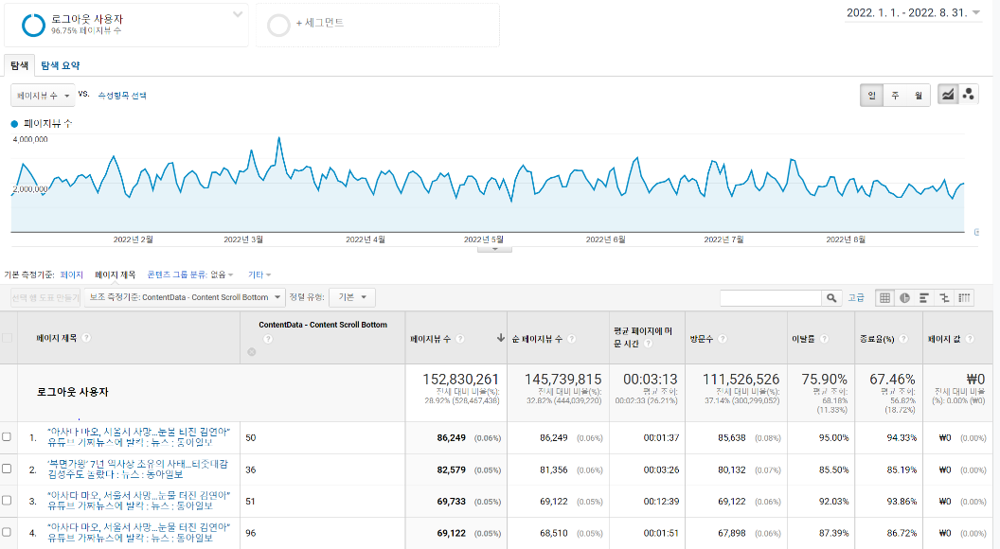 로그아웃 사용자
96.75% 페이지뷰 수
+ 세그먼트
2022. 1. 1. - 2022. 8. 31.
탐색 탐색 요약
페이지뷰 수 VS. 측정항목 선택
일 주 월
페이지뷰 수
4,000,000
2,000,000
2022년 2월 2022년 3월 2022년 4월 2022년 5월 2022년 6월 2022년 7월 2022년 8월
기본 측정기준: 페이지 페이지 제목 콘텐츠 그룹 분류: 없음 기타
선택 행 도표 만들기 보조 측정기준: ContentData - Content Scroll Bottom 정렬 유형: 기본 고급
페이지 제목 ContentData - Content Scroll Bottom 페이지뷰 수 순 페이지뷰 수 평균 페이지에 머문 시간 방문수 이탈률 종료율(%) 페이지 값
로그아웃 사용자
152,830,261 145,739,815 00:03:13 111,526,526 75.90% 67.46% ₩0
전체 대비 비율(%): 전체 대비 비율(%): 평균 조회: 전체 대비 비율(%): 평균 조회: 평균 조회: 전체 대비 비율
28.92% (528,467,438) 32.82% (444,039,220) 00:02:33 (26.21%) 37.14% (300,299,052) 68.18% 56.82% (%): 0.00% (₩0)
(11.33%) (18.72%)
1. "아사다 마오, 서울서 사망…눈물 터진 김연아"
유튜브 가짜뉴스에 발칵 : 뉴스 : 동아일보
50 86,249 (0.06%) 86,249 (0.06%) 00:01:37 85,638 (0.08%) 95.00% 94.33% ₩0 (0.00%)
2. '복면가왕' 7년 역사상 초유의 사태…
김성주도 놀랐다 : 뉴스 : 동아일보
36 82,579 (0.05%) 81,356 (0.06%) 00:03:26 80,132 (0.07%) 85.50% 85.19% ₩0 (0.00%)
3. "아사다 마오, 서울서 사망…눈물 터진 김연아"
유튜브 가짜뉴스에 발칵 : 뉴스 : 동아일보
51 69,733 (0.05%) 69,122 (0.05%) 00:12:39 69,122 (0.06%) 92.03% 93.86% ₩0 (0.00%)
4. "아사다 마오, 서울서 사망…눈물 터진 김연아"
유튜브 가짜뉴스에 발칵 : 뉴스 : 동아일보
96 69,122 (0.05%) 68,510 (0.05%) 00:01:51 67,898 (0.06%) 87.39% 86.72% ₩0 (0.00%)